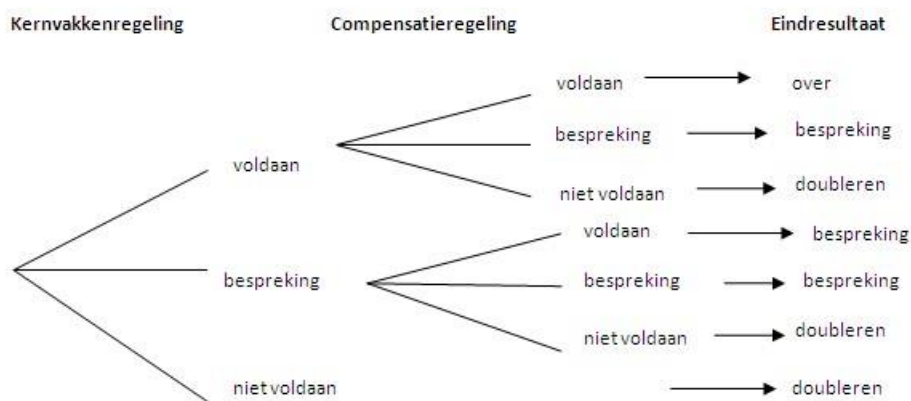 Kernvakkenregeling Compensatieregeling Eindresultaat
voldaan over
bespreking bespreking
voldaan
niet voldaan doubleren
voldaan bespreking
bespreking bespreking bespreking
niet voldaan doubleren
niet voldaan doubleren